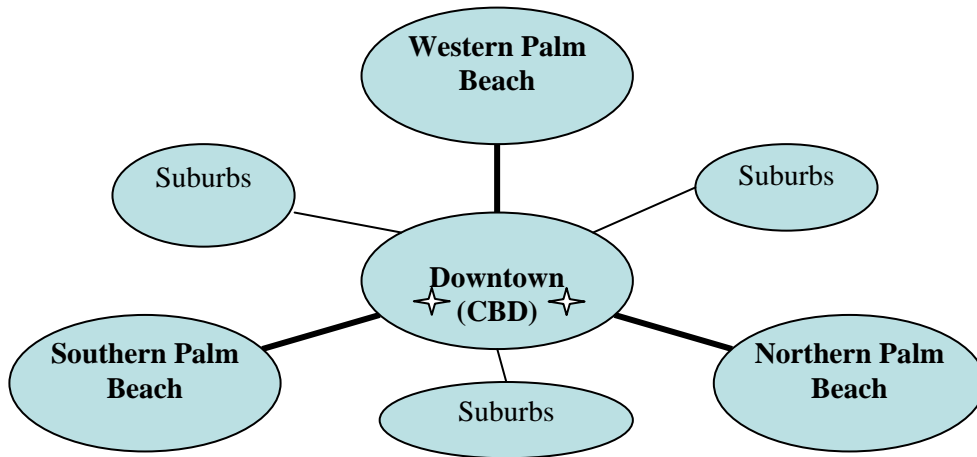 Western Palm
Beach
Suburbs
Suburbs
Downtown
(CBD)
Southern Palm
Beach
Northern Palm
Beach
Suburbs